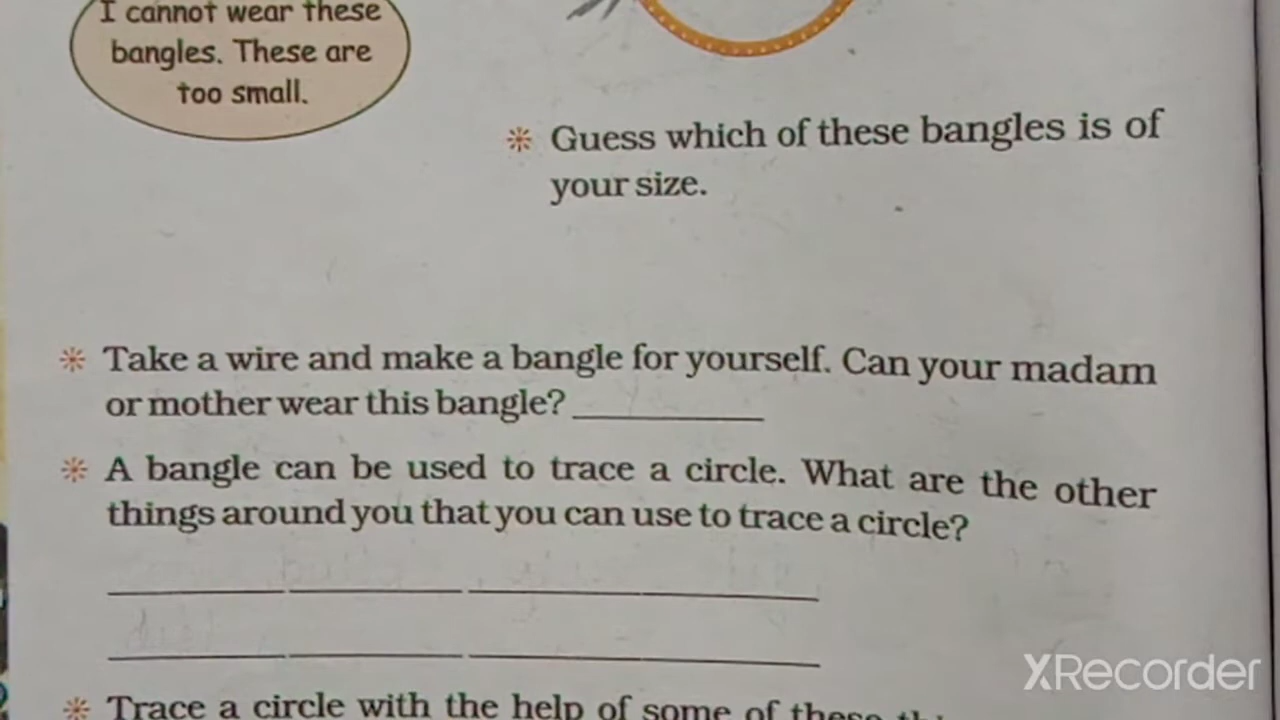 I cannot wear these
bangles. These are
too small.
Guess which of these bangles is of
your size.
Take a wire and make a bangle for yourself. Can your madam
or mother wear this bangle?
A bangle can be used to trace a circle. What are the other
things around you that you can use to trace a circle?
Trace a circle with the help of some of these
XRecorder